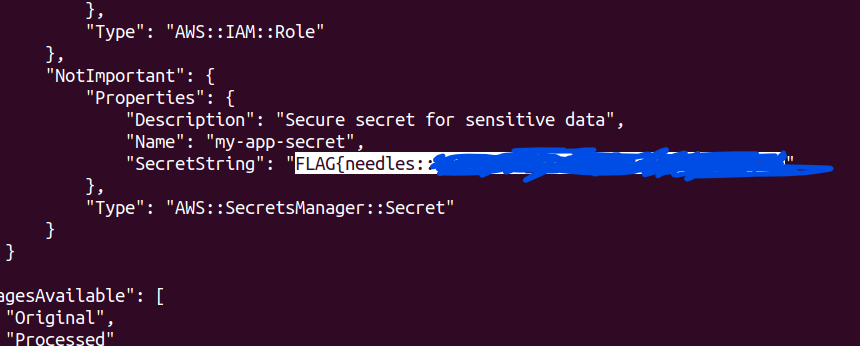 },
"Type": "AWS::IAM::Role"
},
"NotImportant": {
"Properties": {
"Description": "Secure secret for sensitive data",
"Name": "my-app-secret",
"SecretString": "FLAG{needles::"
},
"Type": "AWS::SecretsManager::Secret"
}
}
agesAvailable": [
"Original",
"Processed"